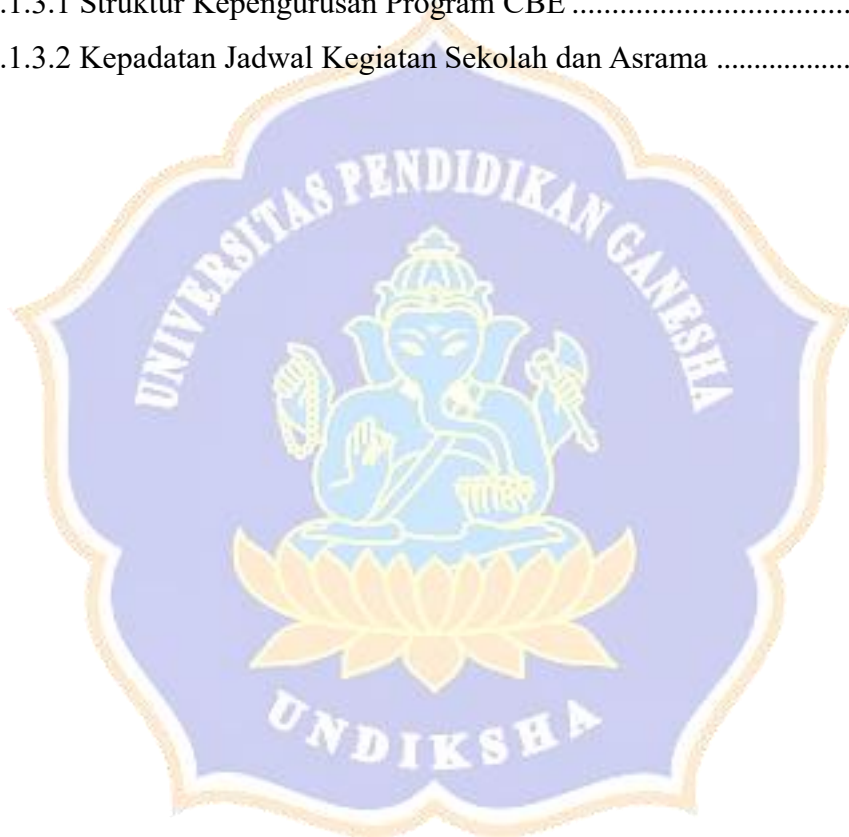 .1.3.1 Struktur Kepengurusan Program CBE ...................................
.1.3.2 Kepadatan Jadwal Kegiatan Sekolah dan Asrama .................
UNIVERSITAS PENDIDIKAN GANESHA
UNDIKSHA